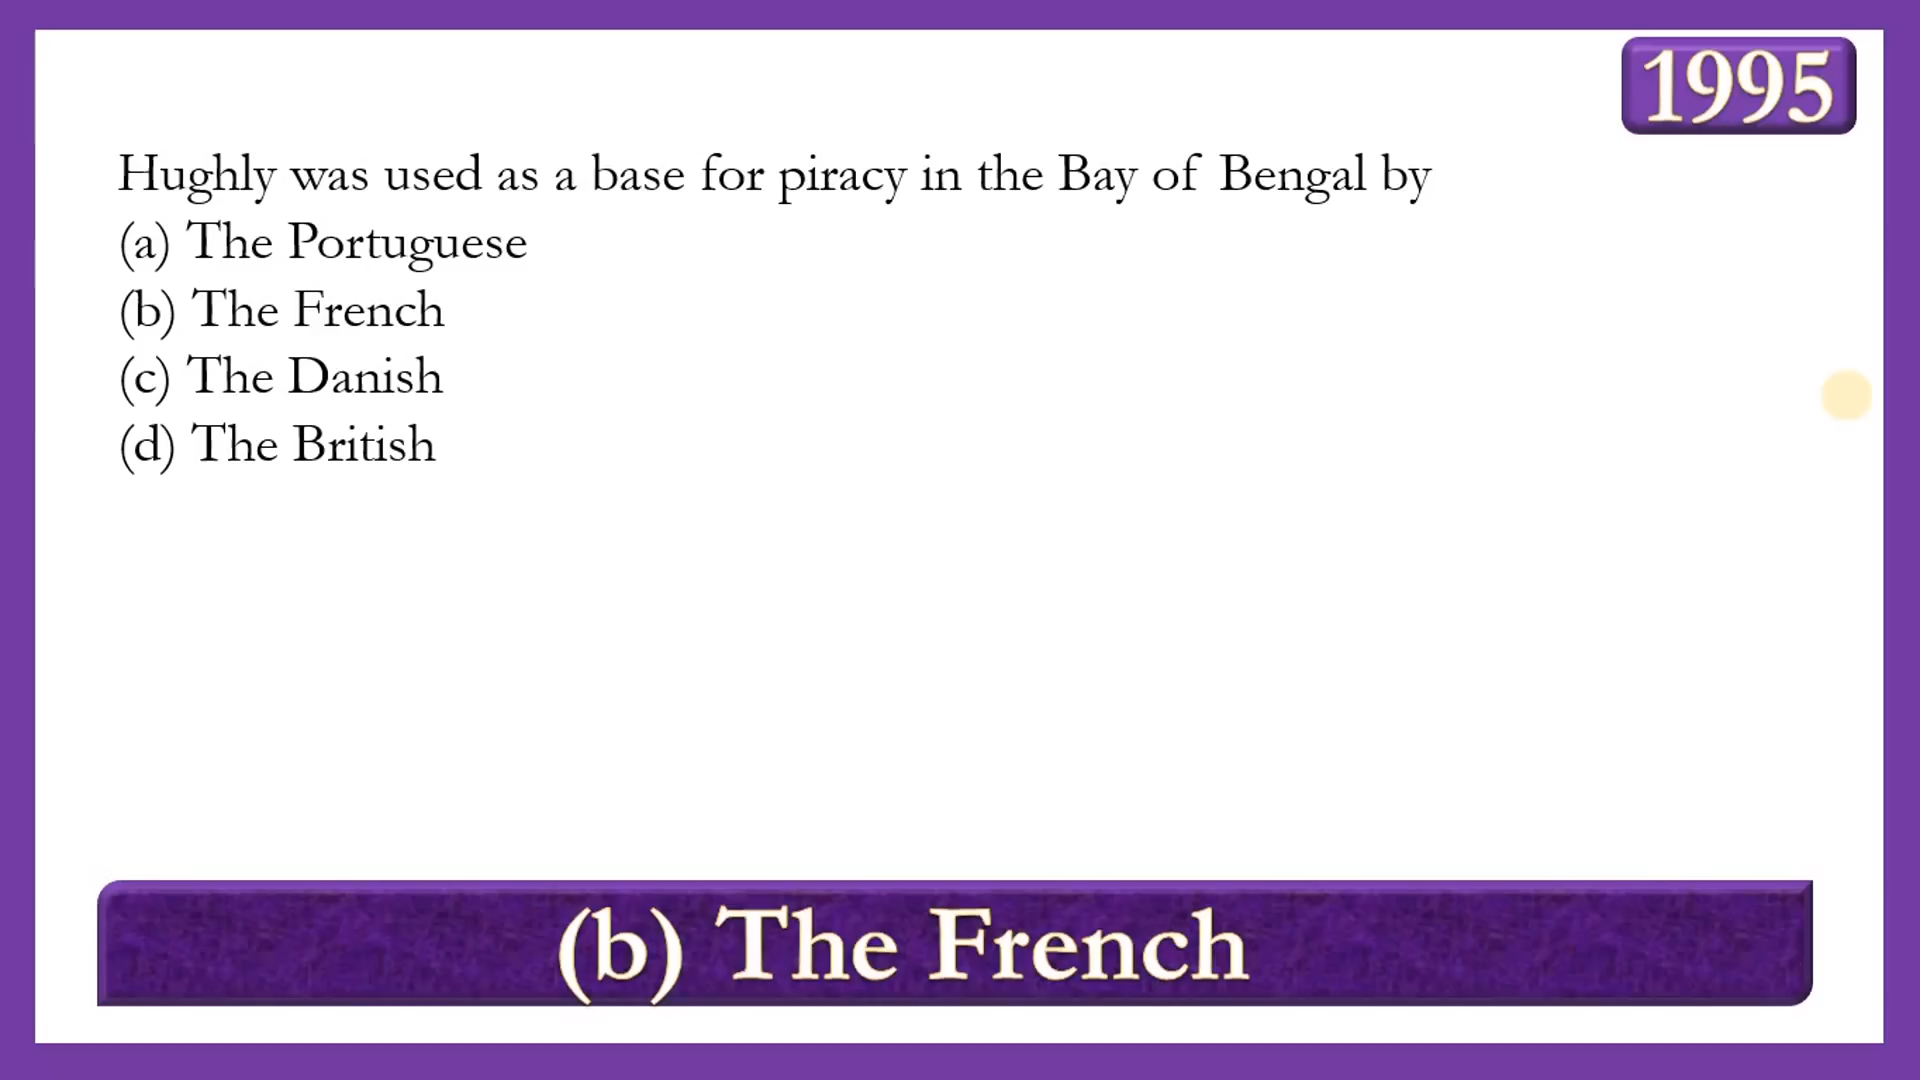 1995
Hughly was used as a base for piracy in the Bay of Bengal by
(a) The Portuguese
(b) The French
(c) The Danish
(d) The British
(b) The French